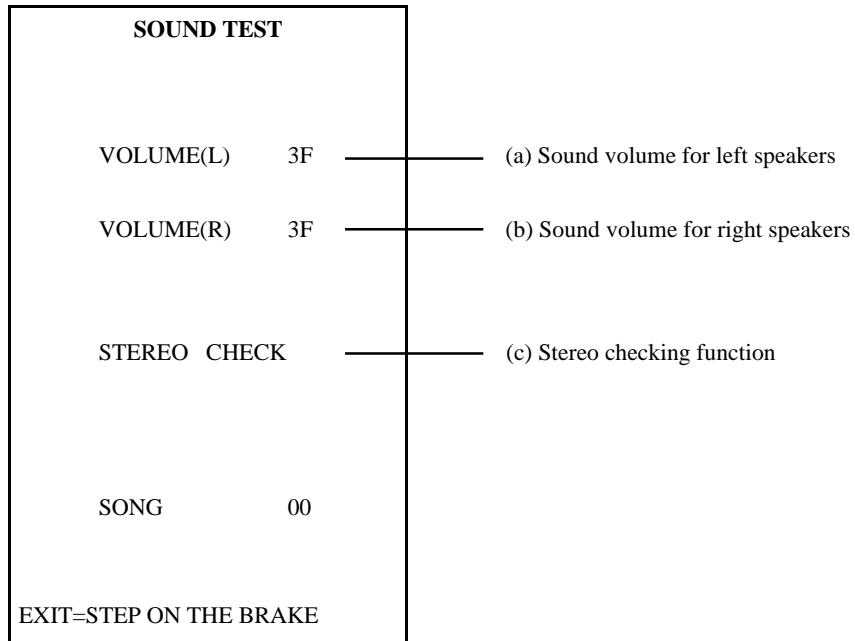 SOUND TEST
VOLUME(L) 3F (a) Sound volume for left speakers
VOLUME(R) 3F (b) Sound volume for right speakers
STEREO CHECK (c) Stereo checking function
SONG 00
EXIT=STEP ON THE BRAKE